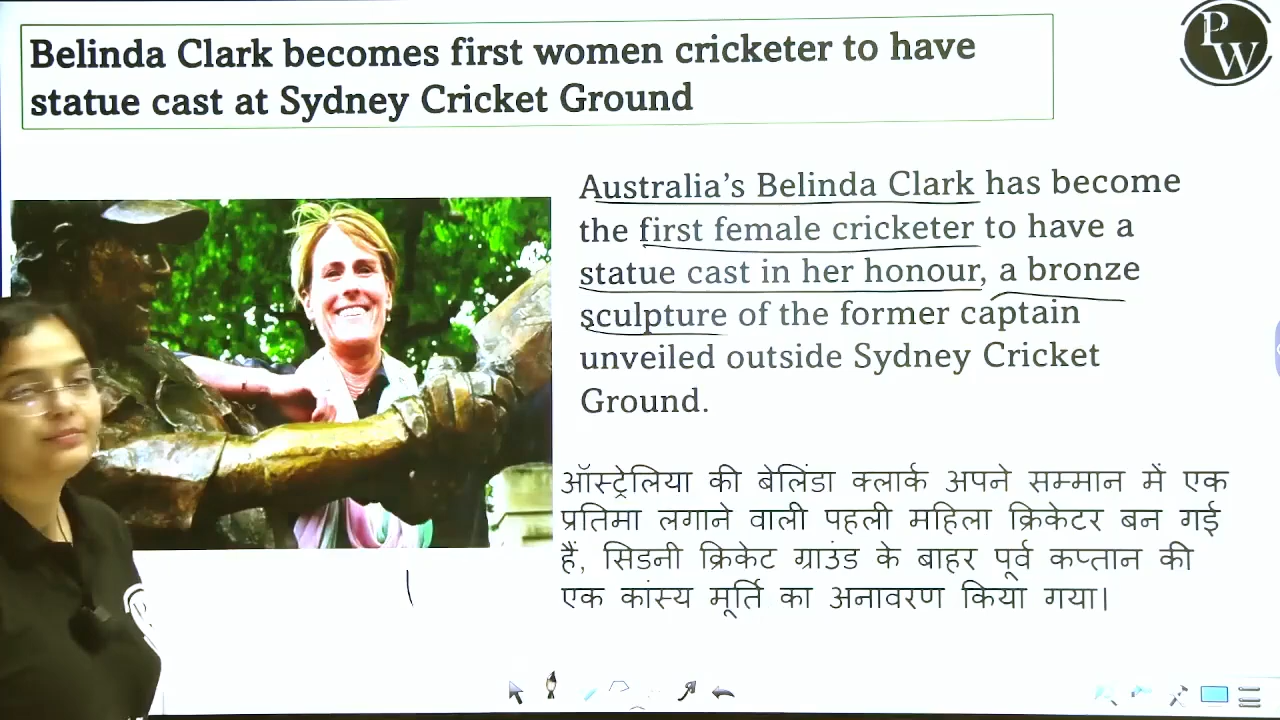 Belinda Clark becomes first women cricketer to have
statue cast at Sydney Cricket Ground
PW
Australia's Belinda Clark has become
the first female cricketer to have a
statue cast in her honour, a bronze
sculpture of the former captain
unveiled outside Sydney Cricket
Ground.
ऑस्ट्रेलिया की बेलिंडा क्लार्क अपने सम्मान में एक
प्रतिमा लगाने वाली पहली महिला क्रिकेटर बन गई
हैं, सिडनी क्रिकेट ग्राउंड के बाहर पूर्व कप्तान की
एक कांस्य मूर्ति का अनावरण किया गया।